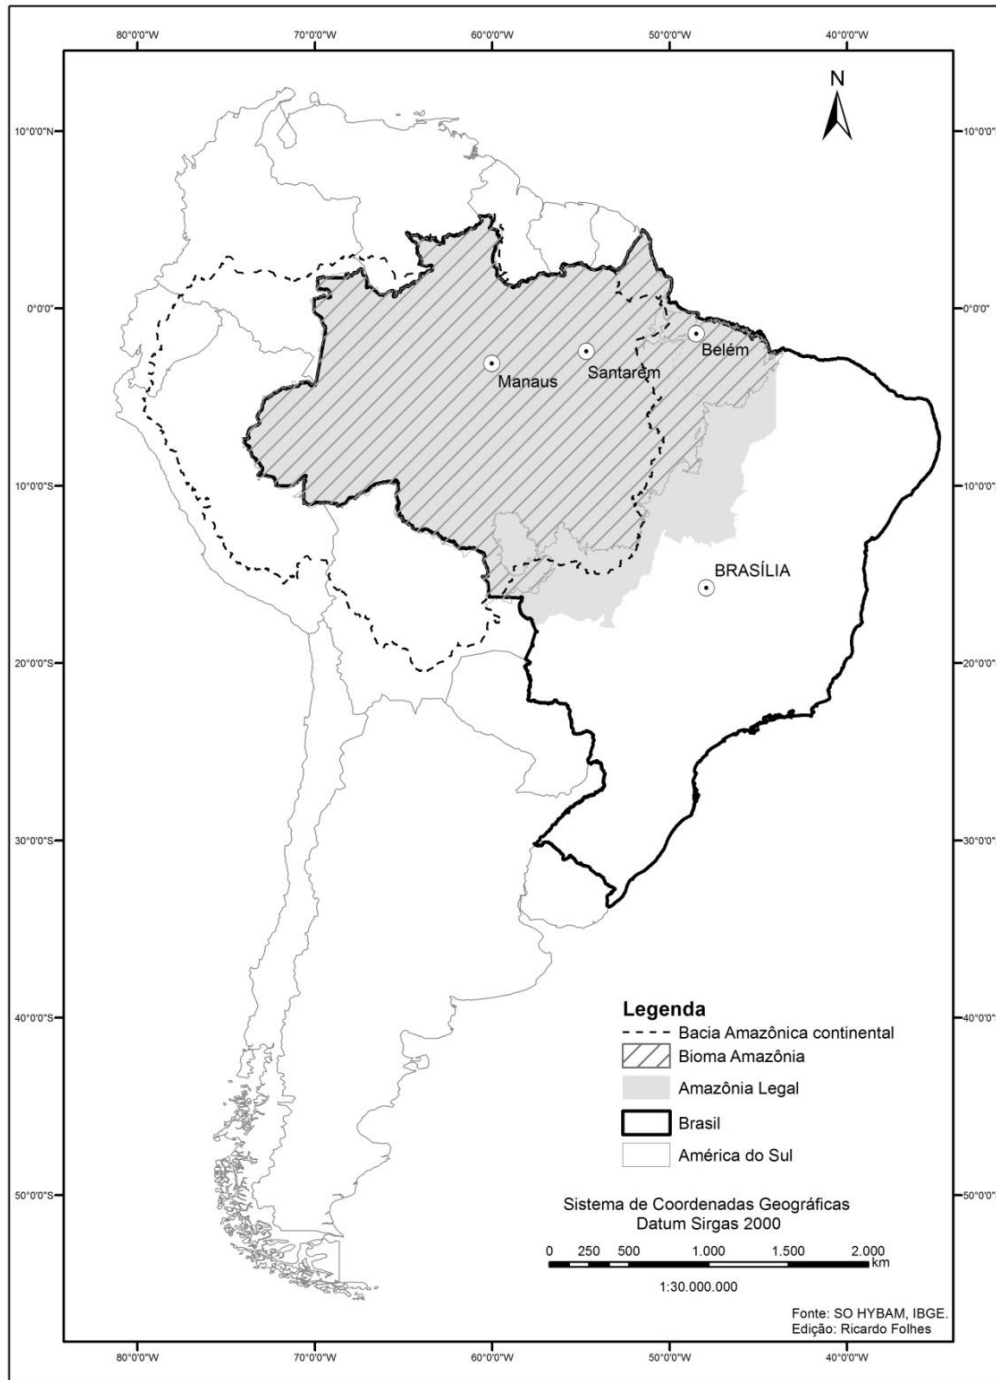 80°0'0"W 70°0'0"W 60°0'0"W 50°0'0"W 40°0'0"W
N
10°0'0"N 10°0'0"N
0°0'0" 0°0'0"
Belém
Santarém
Manaus
10°0'0"S 10°0'0"S
BRASÍLIA
20°0'0"S 20°0'0"S
30°0'0"S 30°0'0"S
40°0'0"S 40°0'0"S
50°0'0"S 50°0'0"S
Legenda
Bacia Amazônica continental
Bioma Amazônia
Amazônia Legal
Brasil
América do Sul
Sistema de Coordenadas Geográficas
Datum Sirgas 2000
0 250 500 1.000 1.500 2.000
km
1:30.000.000
Fonte: SO HYBAM, IBGE.
Edição: Ricardo Folhes
80°0'0"W 70°0'0"W 60°0'0"W 50°0'0"W 40°0'0"W